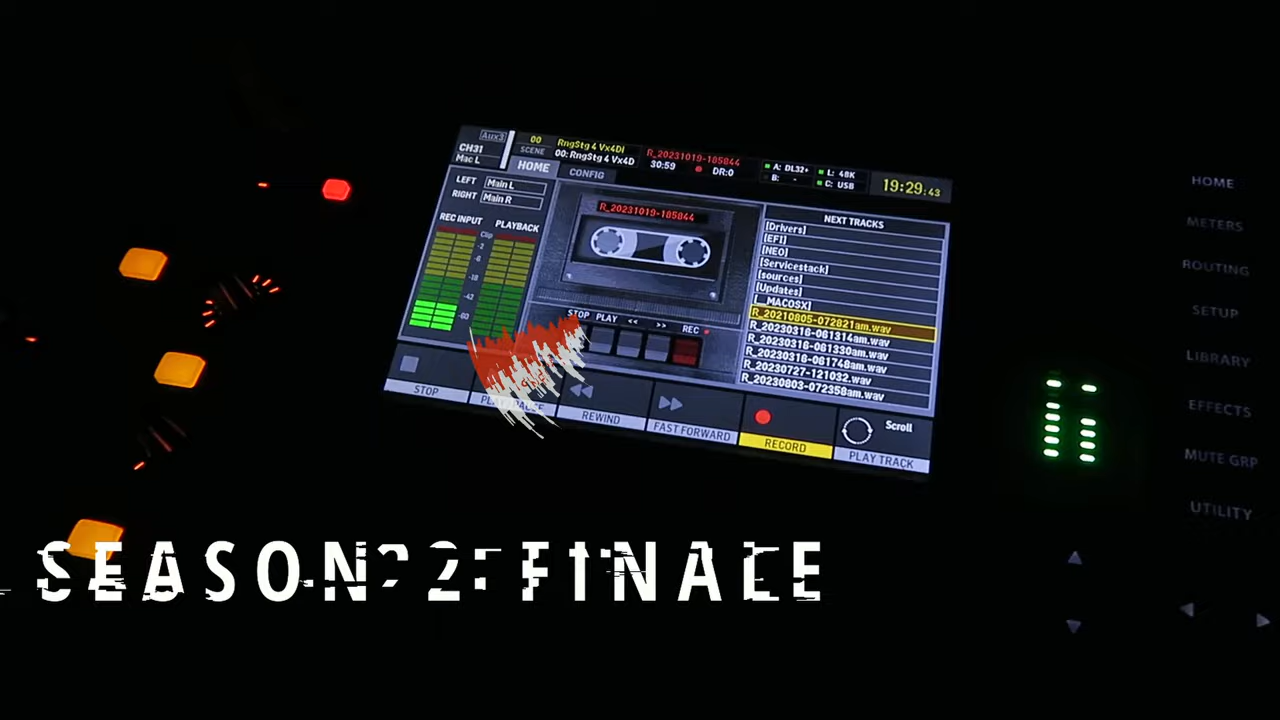 Aux3
CH31
Mac L
00
SCENE
RngStg 4 Vx4DI
00: RngStg 4 Vx4D
R_20231019-185844
30:59
DR:0
A: DL32+
B: -
L: 48K
C: USB
19:29:43
HOME
CONFIG
LEFT
Main L
RIGHT
Main R
REC INPUT
PLAYBACK
Clip
R_20231019-185844
STOP PLAY << >> REC
NEXT TRACKS
[Drivers]
[EFI]
[NEO]
[Servicestack]
[sources]
[Updates]
[__MACOSX]
R_20210805-072821am.wav
R_20230316-061314am.wav
R_20230316-061330am.wav
R_20230316-061748am.wav
R_20230727-121032.wav
R_20230803-072358am.wav
STOP
REWIND
FAST FORWARD
RECORD
Scroll
PLAY TRACK
HOME
METERS
ROUTING
SETUP
LIBRARY
EFFECTS
MUTE GRP
UTILITY
SEASON 2: FINALE